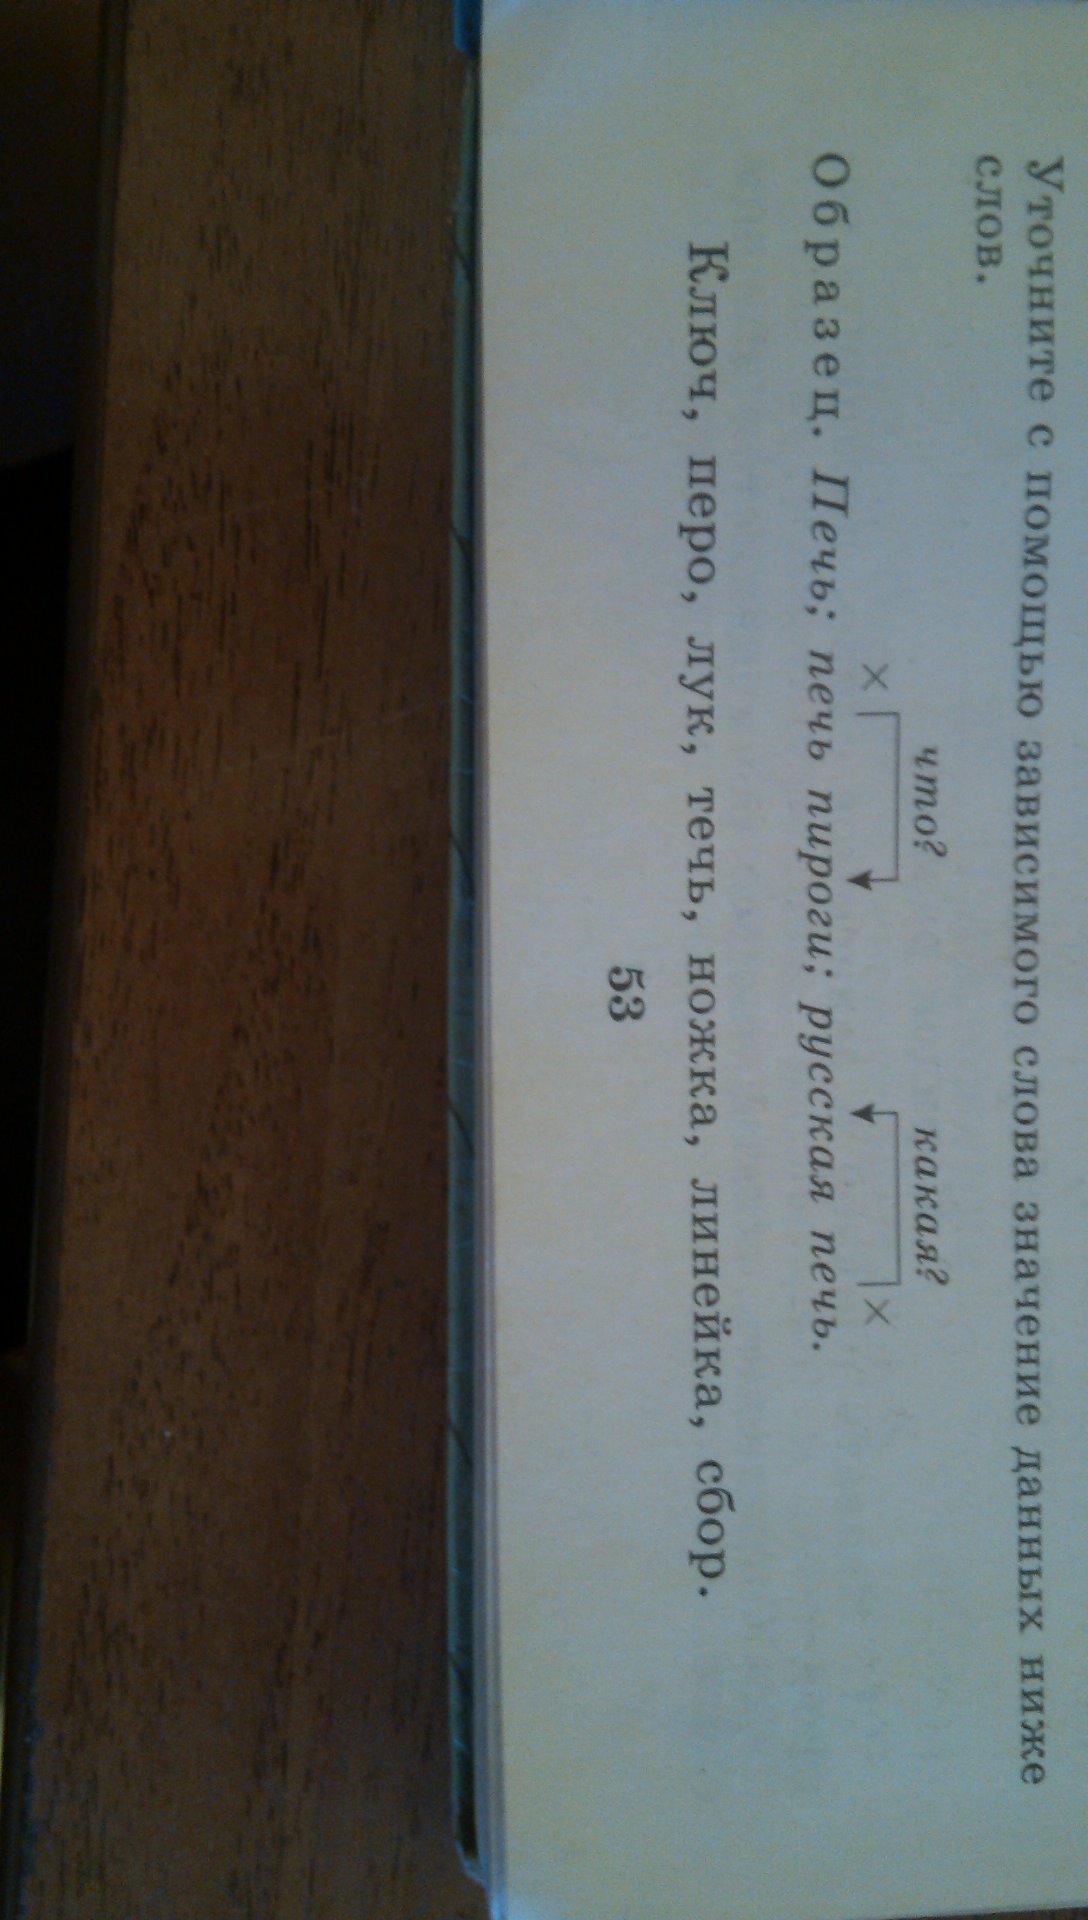 Уточните с помощью зависимого слова значение данных ниже
слов.
что? какая?
Образец. Печь; печь пироги; русская печь.
Ключ, перо, лук, течь, ножка, линейка, сбор.
53